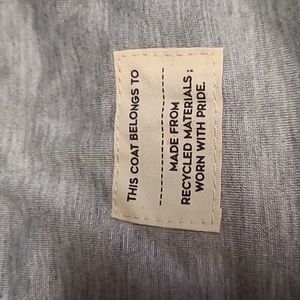 THIS COAT BELONGS TO
MADE FROM
RECYCLED MATERIALS ;
WORN WITH PRIDE.